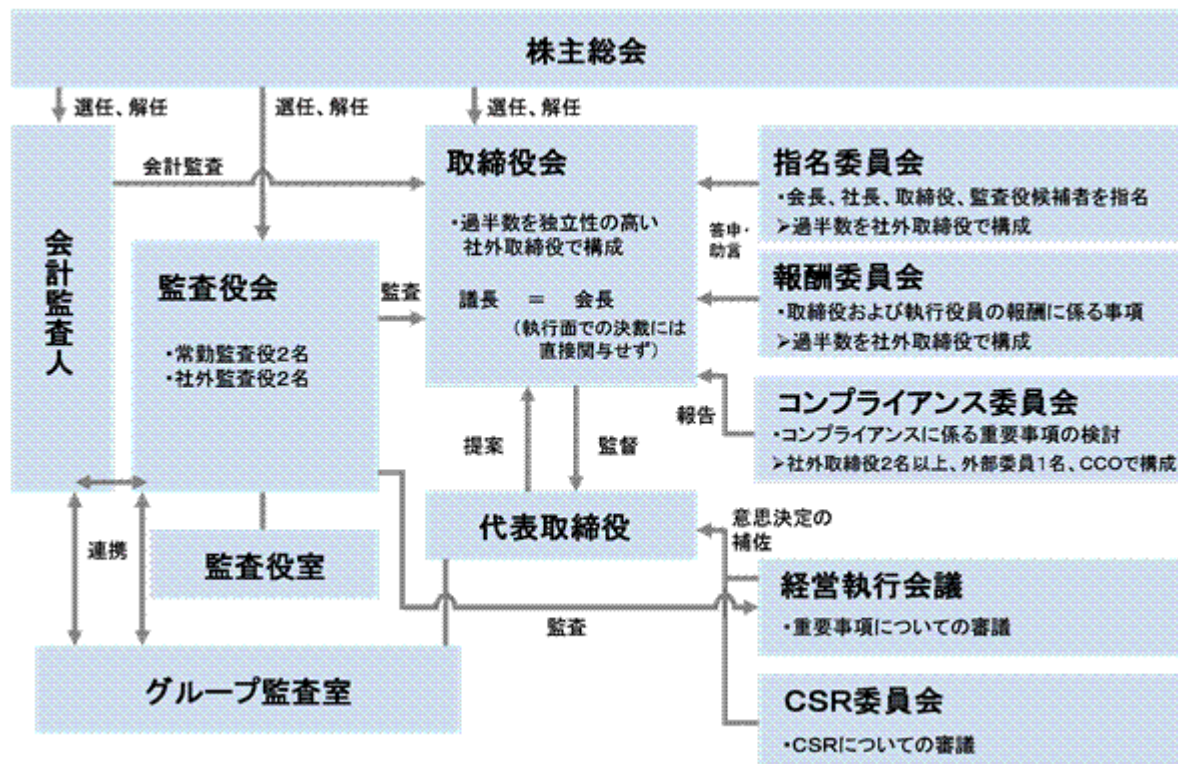 株主総会
選任、解任
選任、解任
選任、解任
会計監査人
会計監査
取締役会
・過半数を独立性の高い
社外取締役で構成
議長 = 会長
(執行面での決裁には
直接関与せず)
指名委員会
・会長、社長、取締役、監査役候補者を指名
➢過半数を社外取締役で構成
答申・
助言
報酬委員会
・取締役および執行役員の報酬に係る事項
➢過半数を社外取締役で構成
監査役会
・常勤監査役2名
・社外監査役2名
監査
報告
コンプライアンス委員会
・コンプライアンスに係る重要事項の検討
➢社外取締役2名以上、外部委員1名、CCOで構成
提案
監督
代表取締役
意思決定の
補佐
連携
監査役室
経営執行会議
・重要事項についての審議
監査
グループ監査室
CSR委員会
・CSRについての審議